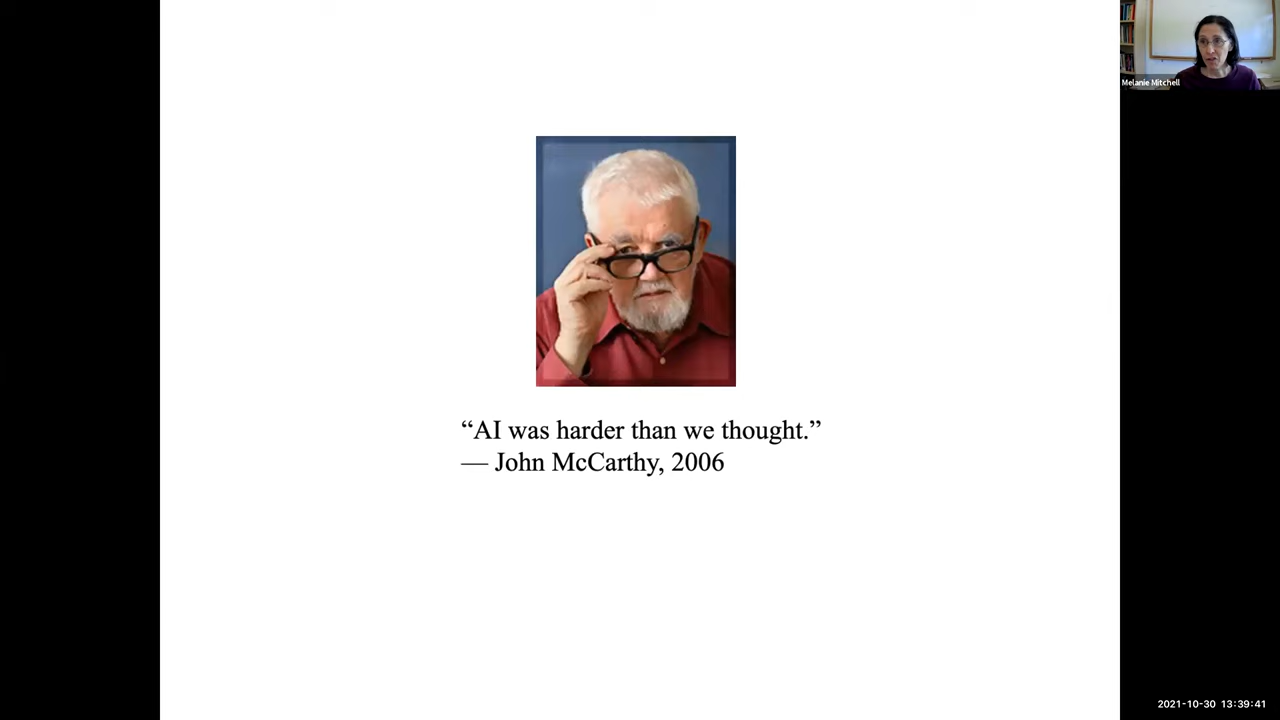 Melanie Mitchell
“AI was harder than we thought.”
— John McCarthy, 2006
2021-10-30 13:39:41